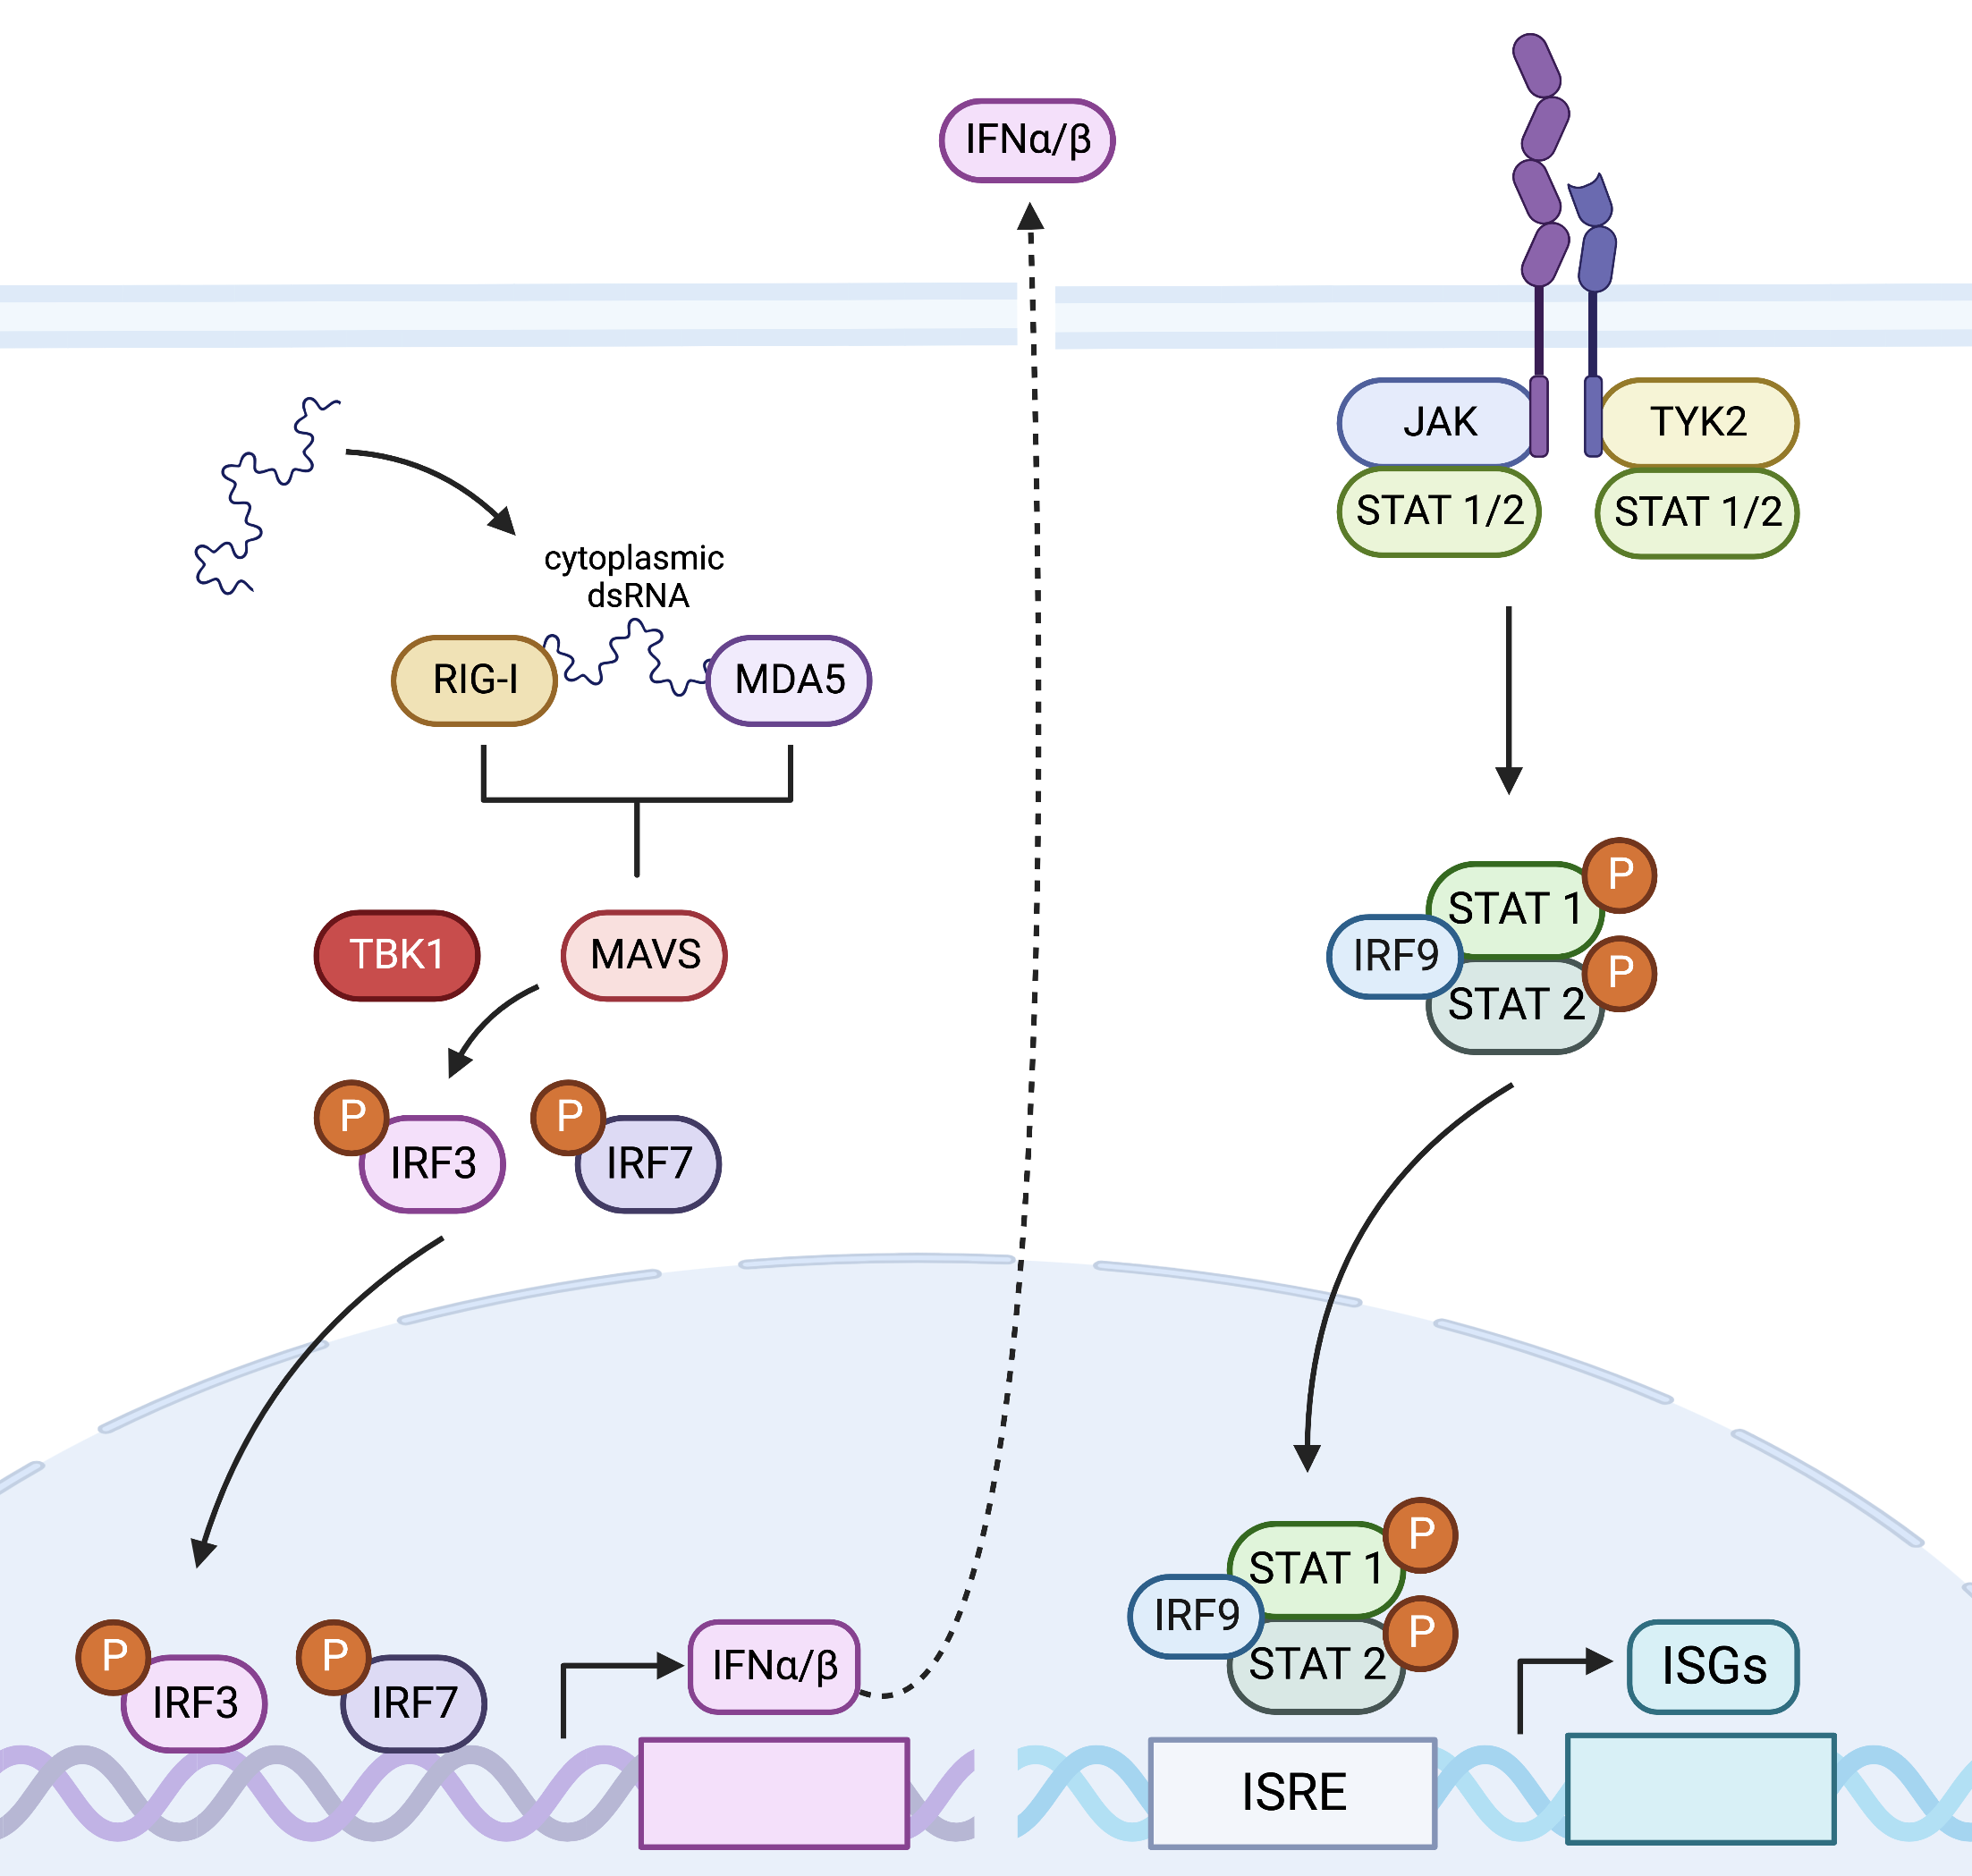 IFNα/β
JAK
TYK2
STAT 1/2
STAT 1/2
cytoplasmic
dsRNA
RIG-I
MDA5
TBK1
MAVS
P
P
IRF3
IRF7
STAT 1
P
IRF9
STAT 2
P
P
P
IRF3
IRF7
IFNα/β
STAT 1
P
IRF9
STAT 2
P
ISGs
ISRE